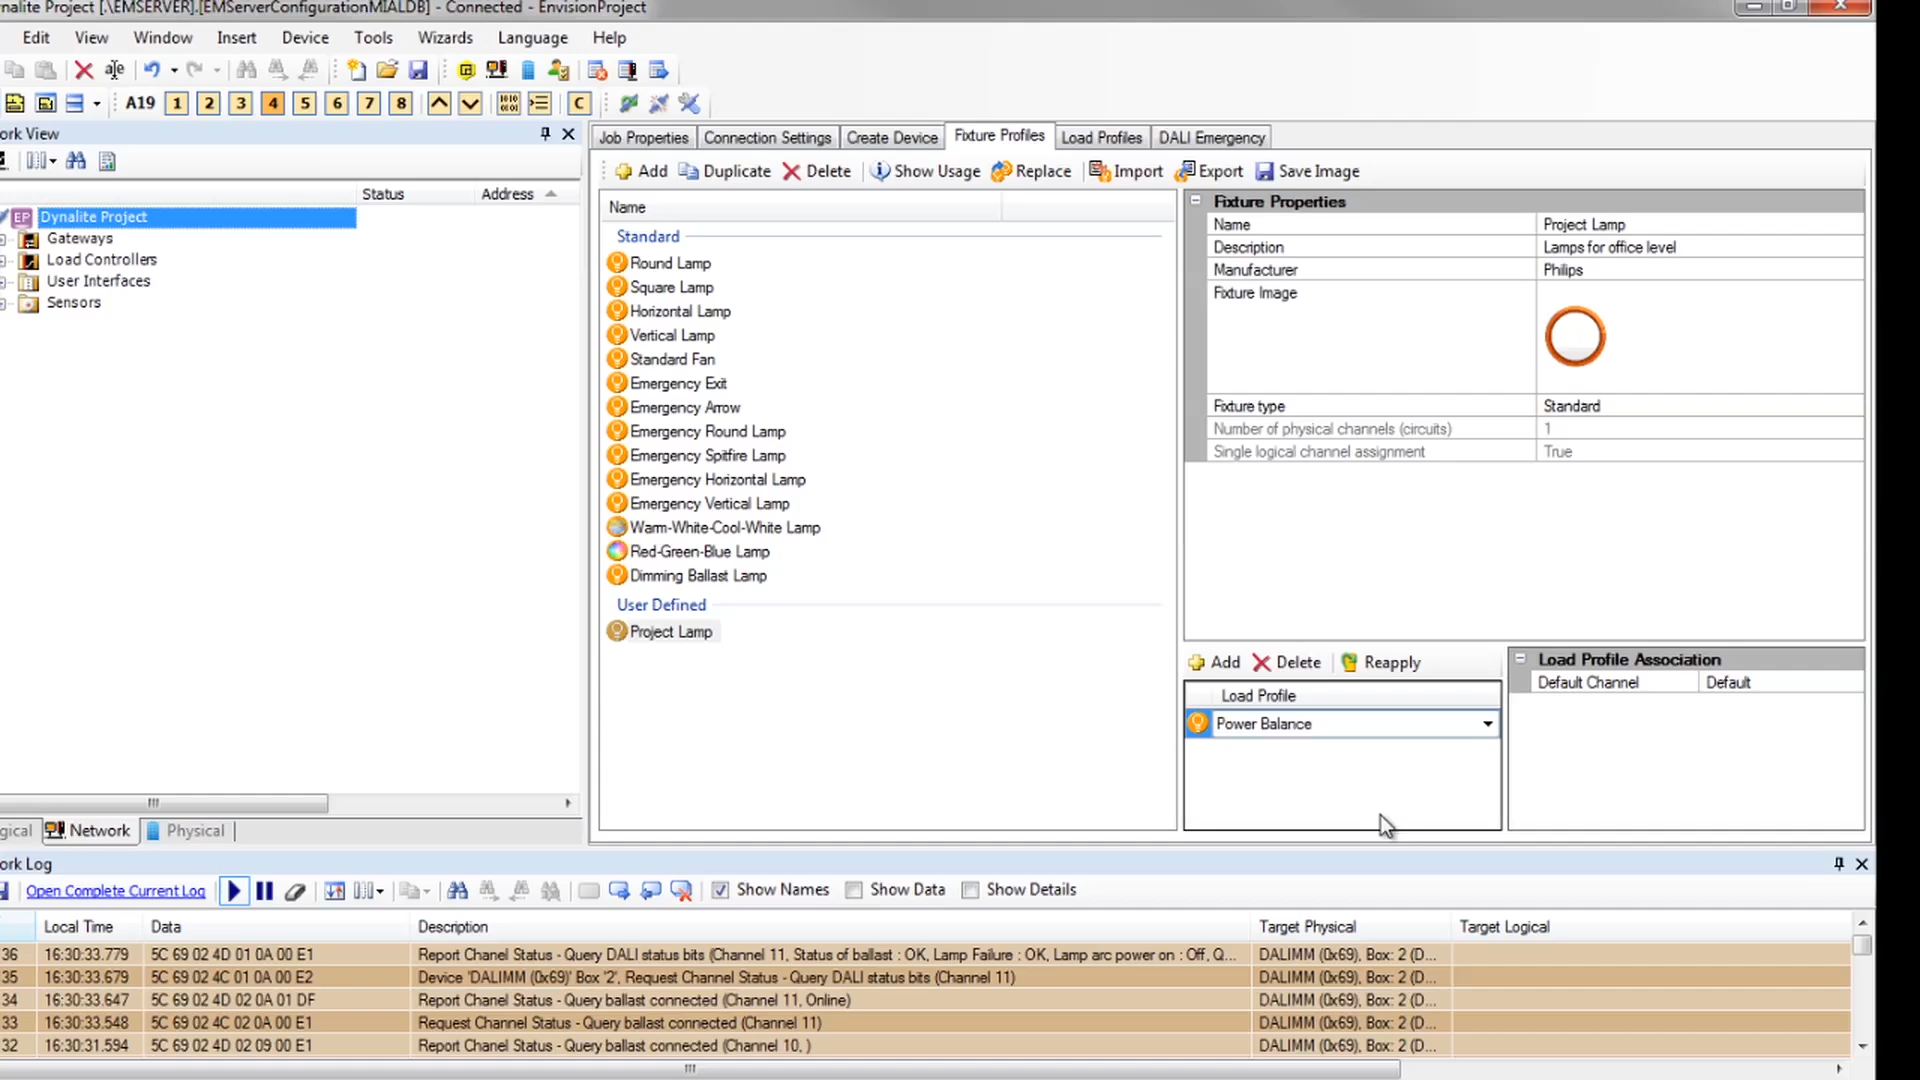 nalite Project [.\EMSERVER].[EMServerConfigurationMIALDB] - Connected - EnvisionProject
Edit View Window Insert Device Tools Wizards Language Help
A19 1 2 3 4 5 6 7 8 C
ork View
Job Properties Connection Settings Create Device Fixture Profiles Load Profiles DALI Emergency
Add Duplicate Delete Show Usage Replace Import Export Save Image
Status Address
EP Dynalite Project
Gateways
Load Controllers
User Interfaces
Sensors
Name
Standard
Round Lamp
Square Lamp
Horizontal Lamp
Vertical Lamp
Standard Fan
Emergency Exit
Emergency Arrow
Emergency Round Lamp
Emergency Spitfire Lamp
Emergency Horizontal Lamp
Emergency Vertical Lamp
Warm-White-Cool-White Lamp
Red-Green-Blue Lamp
Dimming Ballast Lamp
User Defined
Project Lamp
Fixture Properties
Name Project Lamp
Description Lamps for office level
Manufacturer Philips
Fixture Image
Fixture type Standard
Number of physical channels (circuits) 1
Single logical channel assignment True
Add Delete Reapply
Load Profile
Power Balance
Load Profile Association
Default Channel Default
gical Network Physical
ork Log
Open Complete Current Log Show Names Show Data Show Details
Local Time Data Description Target Physical Target Logical
36 16:30:33.779 5C 69 02 4D 01 0A 00 E1 Report Chanel Status - Query DALI status bits (Channel 11, Status of ballast : OK, Lamp Failure : OK, Lamp arc power on : Off, Q... DALIMM (0x69), Box: 2 (D...
35 16:30:33.679 5C 69 02 4C 01 0A 00 E2 Device 'DALIMM (0x69)' Box '2', Request Channel Status - Query DALI status bits (Channel 11) DALIMM (0x69), Box: 2 (D...
34 16:30:33.647 5C 69 02 4D 02 0A 01 DF Report Chanel Status - Query ballast connected (Channel 11, Online) DALIMM (0x69), Box: 2 (D...
33 16:30:33.548 5C 69 02 4C 02 0A 00 E1 Request Channel Status - Query ballast connected (Channel 11) DALIMM (0x69), Box: 2 (D...
32 16:30:31.594 5C 69 02 4D 02 09 00 E1 Report Chanel Status - Query ballast connected (Channel 10, ) DALIMM (0x69), Box: 2 (D...